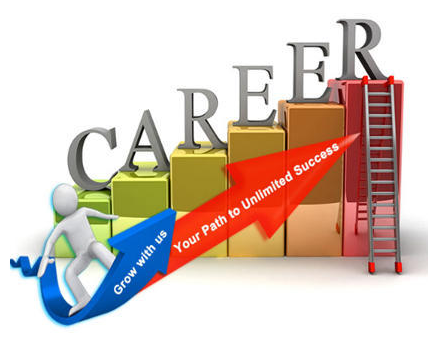 CAREER
Grow with us
Your Path to Unlimited Success